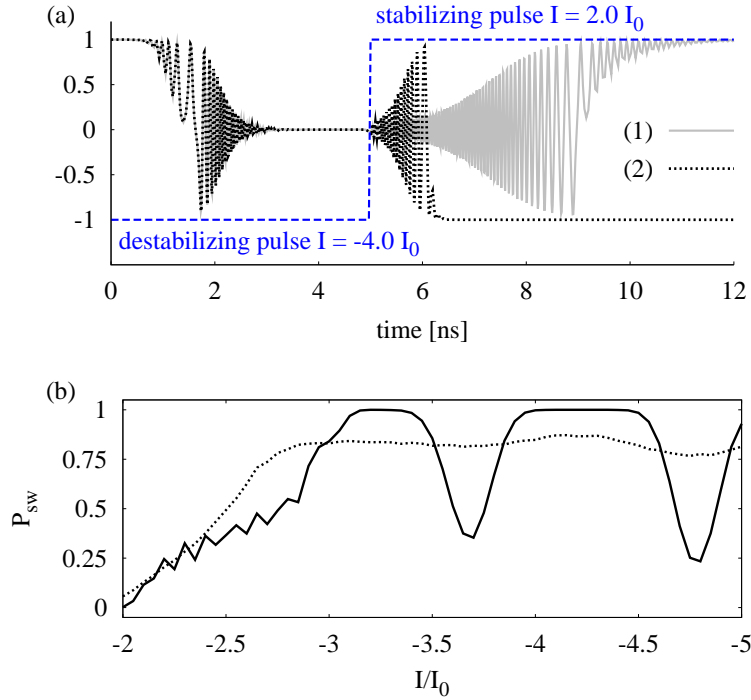 (a)
stabilizing pulse I = 2.0 I0
1
0.5
0
-0.5
-1
(1)
(2)
destabilizing pulse I = -4.0 I0
0 2 4 6 8 10 12
time [ns]
(b)
1
0.75
0.5
0.25
0
Psw
-2 -2.5 -3 -3.5 -4 -4.5 -5
I/I0